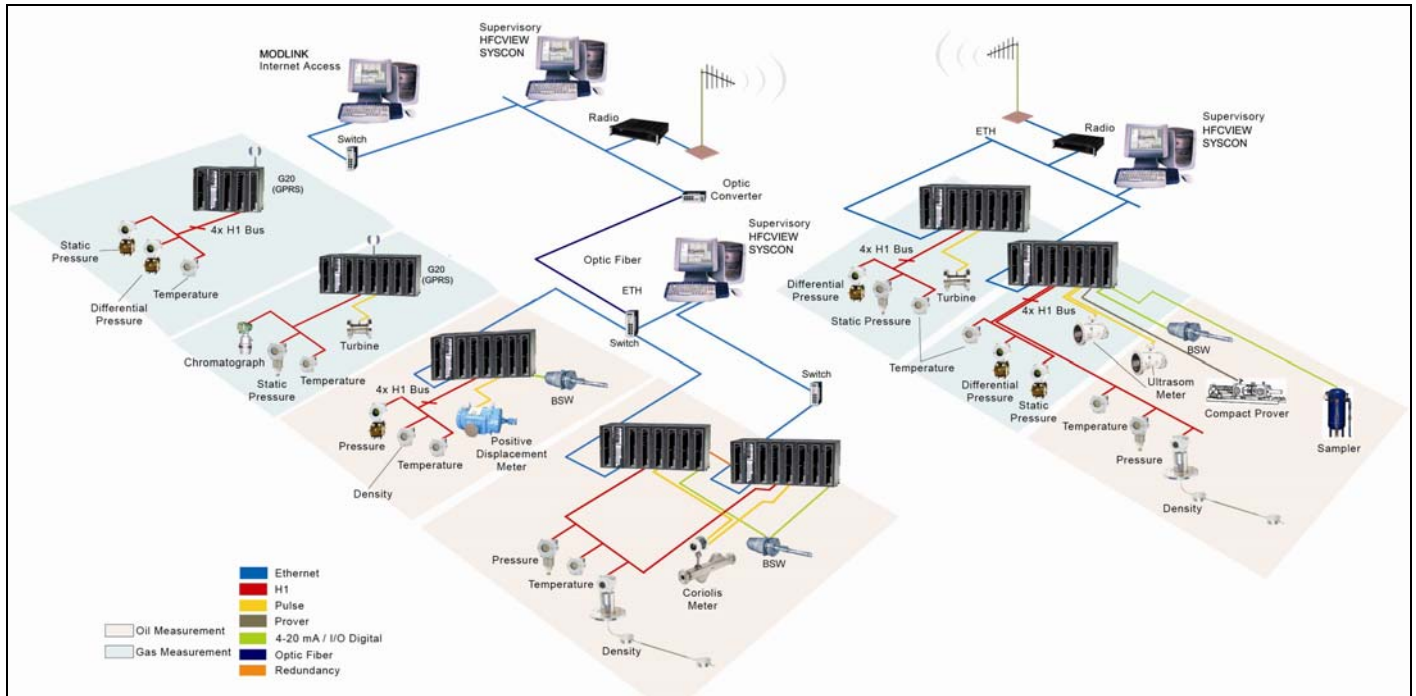 MODLINK
Internet Access
Supervisory
HFCVIEW
SYSCON
Switch
Radio
Optic
Converter
G20
(GPRS)
4x H1 Bus
Static
Pressure
Differential
Pressure
Temperature
G20
(GPRS)
Chromatograph
Static
Pressure
Temperature
Turbine
Optic Fiber
ETH
Supervisory
HFCVIEW
SYSCON
Switch
4x H1 Bus
Pressure
Density
Temperature
Positive
Displacement
Meter
BSW
Switch
Pressure
Temperature
Density
Coriolis
Meter
BSW
ETH
Radio
Supervisory
HFCVIEW
SYSCON
4x H1 Bus
Differential
Pressure
Static Pressure
Turbine
Temperature
4x H1 Bus
Differential
Pressure
Static
Pressure
Ultrasom
Meter
BSW
Compact Prover
Sampler
Temperature
Pressure
Density
Oil Measurement
Gas Measurement
Ethernet
H1
Pulse
Prover
4-20 mA / I/O Digital
Optic Fiber
Redundancy